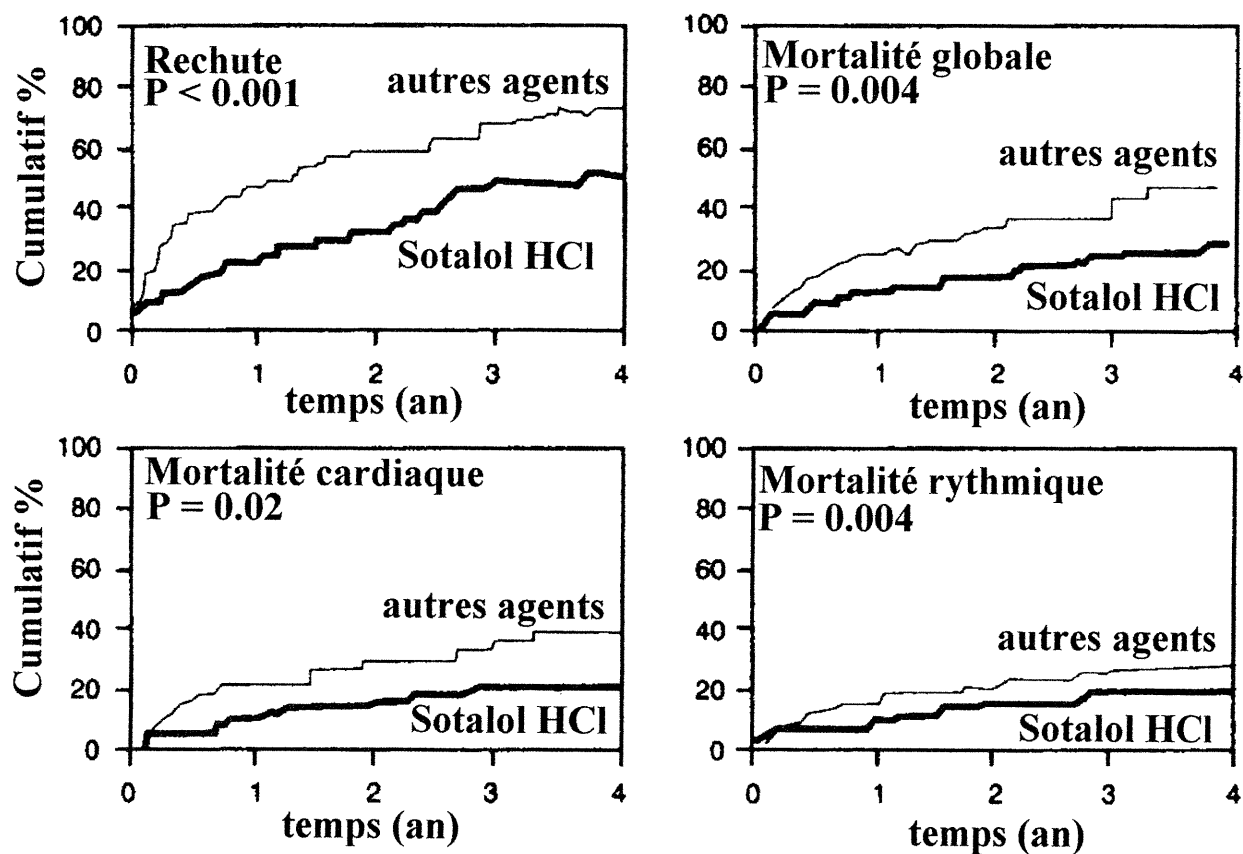 Cumulatif %
100
80
60
40
20
0
Rechute
P < 0.001
autres agents
Sotalol HCl
0 1 2 3 4
temps (an)
100
80
60
40
20
0
Mortalité globale
P = 0.004
autres agents
Sotalol HCl
0 1 2 3 4
temps (an)
Cumulatif %
100
80
60
40
20
0
Mortalité cardiaque
P = 0.02
autres agents
Sotalol HCl
0 1 2 3 4
temps (an)
100
80
60
40
20
0
Mortalité rythmique
P = 0.004
autres agents
Sotalol HCl
0 1 2 3 4
temps (an)